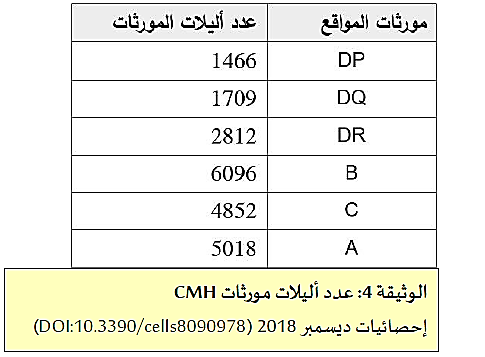 مورثات المواقع عدد أليلات المورثات
DP 1466
DQ 1709
DR 2812
B 6096
C 4852
A 5018
الوثيقة 4: عدد أليلات مورثات CMH
إحصائيات ديسمبر 2018 (DOI:10.3390/cells8090978)